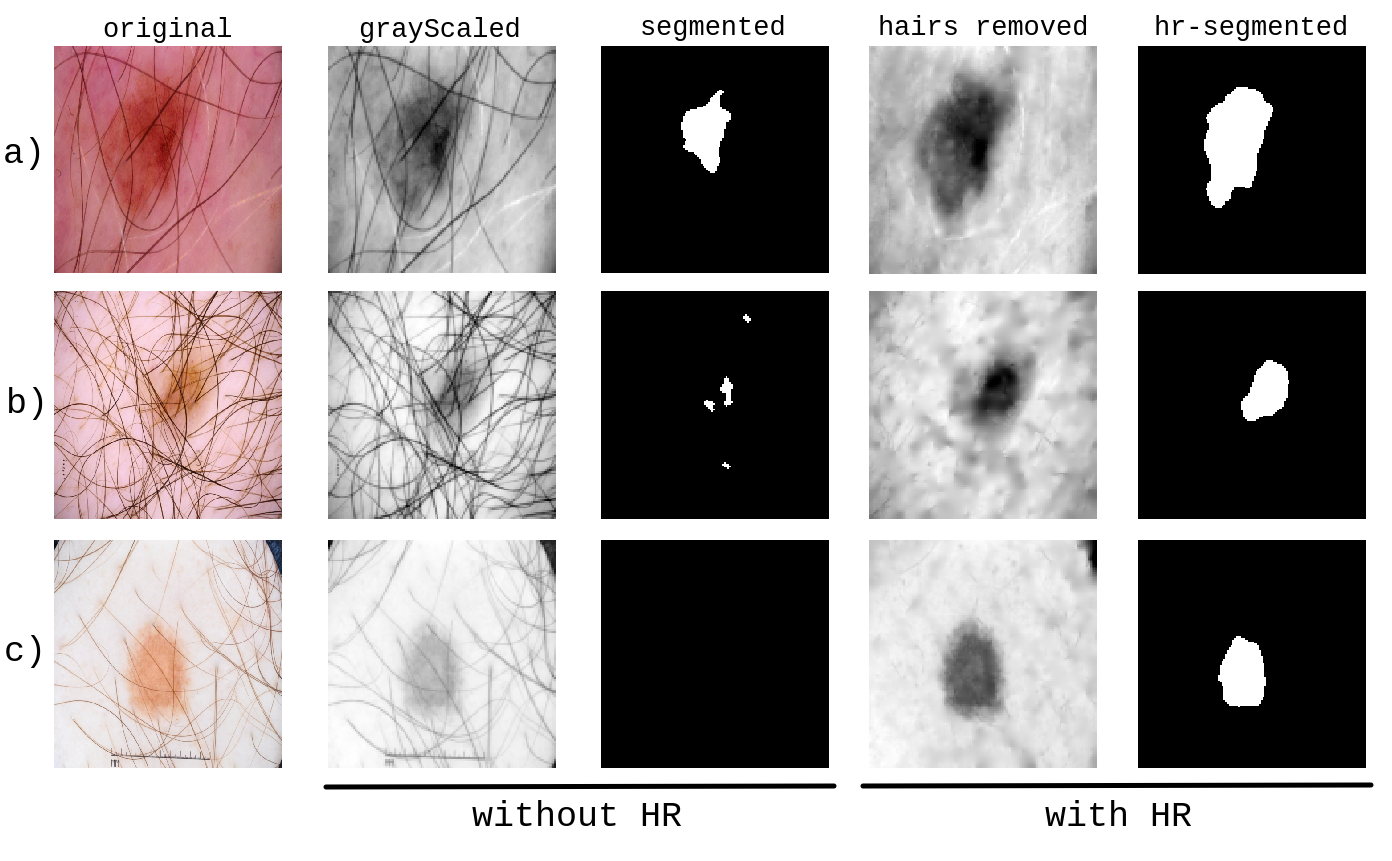 original grayScaled segmented hairs removed hr-segmented
a)
b)
c)
without HR with HR